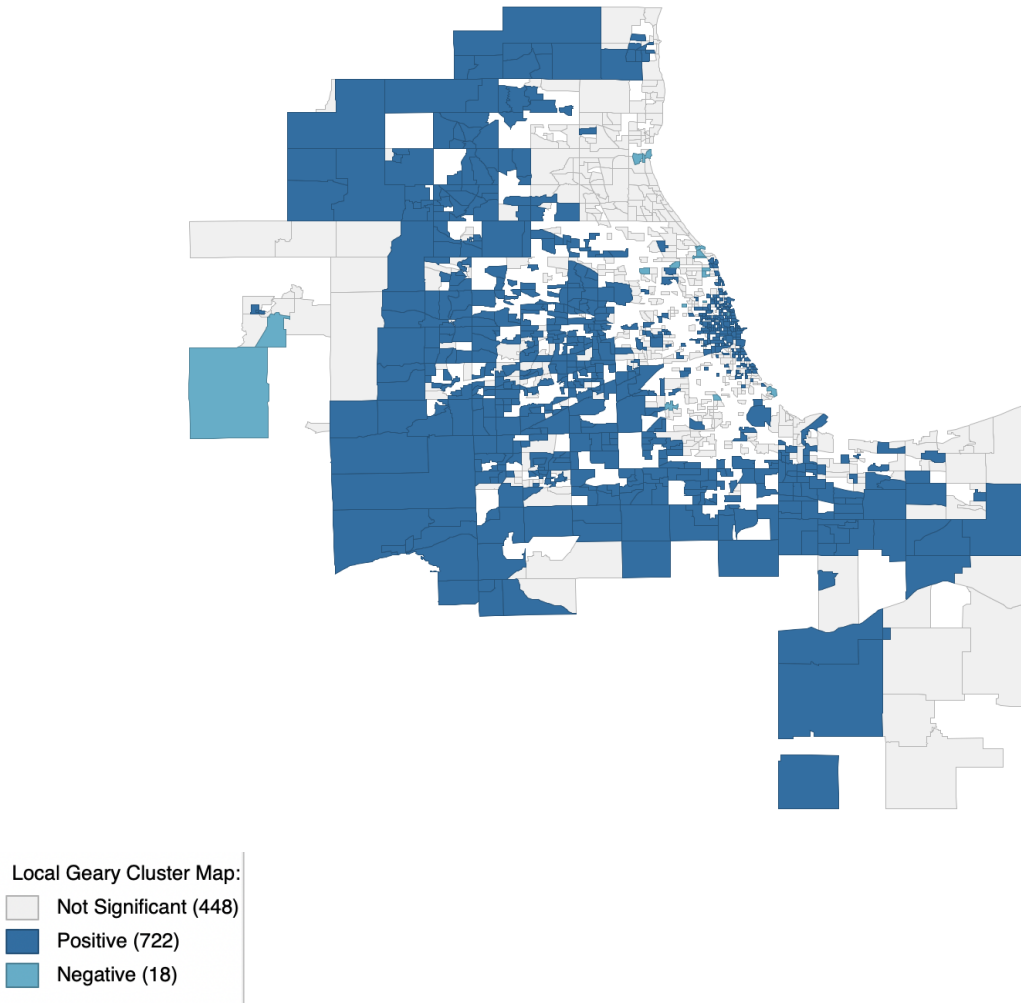 Local Geary Cluster Map:
Not Significant (448)
Positive (722)
Negative (18)